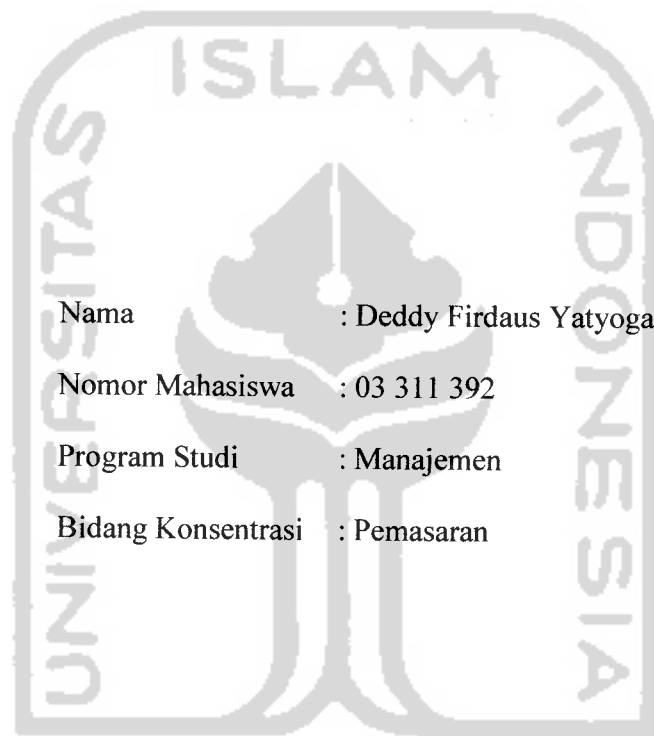 UNIVERSITAS ISLAM INDONESIA
Nama : Deddy Firdaus Yatyoga
Nomor Mahasiswa : 03 311 392
Program Studi : Manajemen
Bidang Konsentrasi : Pemasaran